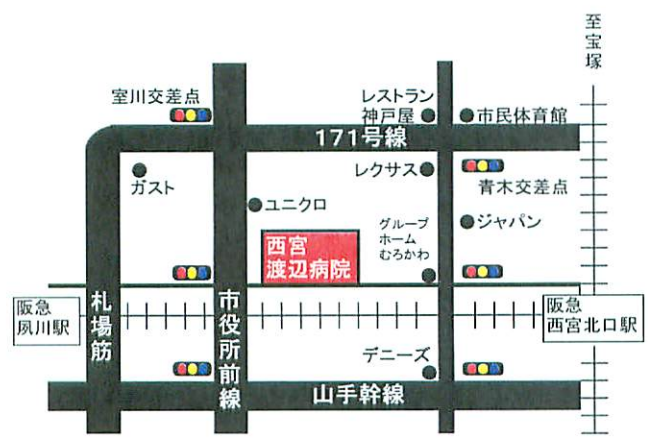 至宝塚
室川交差点
レストラン
神戸屋
市民体育館
171号線
ガスト
レクサス
青木交差点
ユニクロ
ジャパン
グループ
ホーム
むろかわ
西宮
渡辺病院
阪急
夙川駅
札場筋
市役所前線
阪急
西宮北口駅
デニーズ
山手幹線